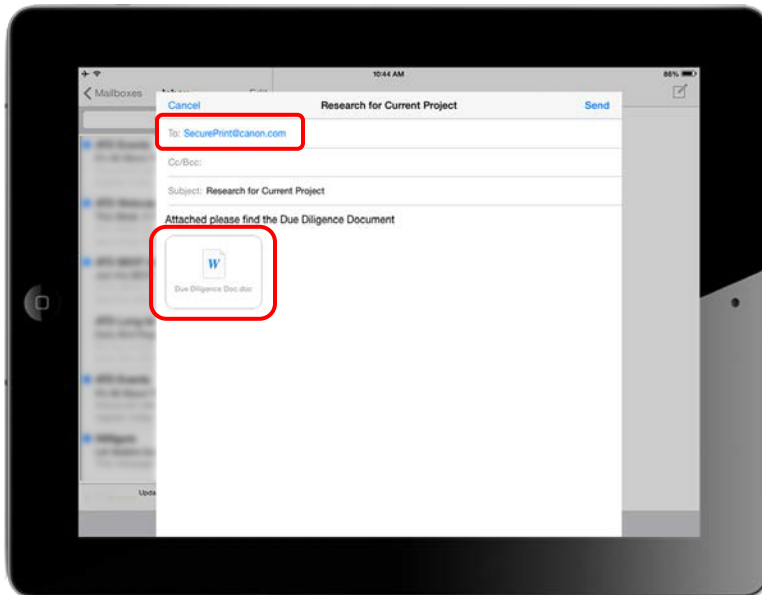 10:44 AM
86%
Mailboxes
Cancel
Research for Current Project
Send
To: SecurePrint@canon.com
Cc/Bcc:
Subject: Research for Current Project
Attached please find the Due Diligence Document
W
Due Diligence Doc.doc